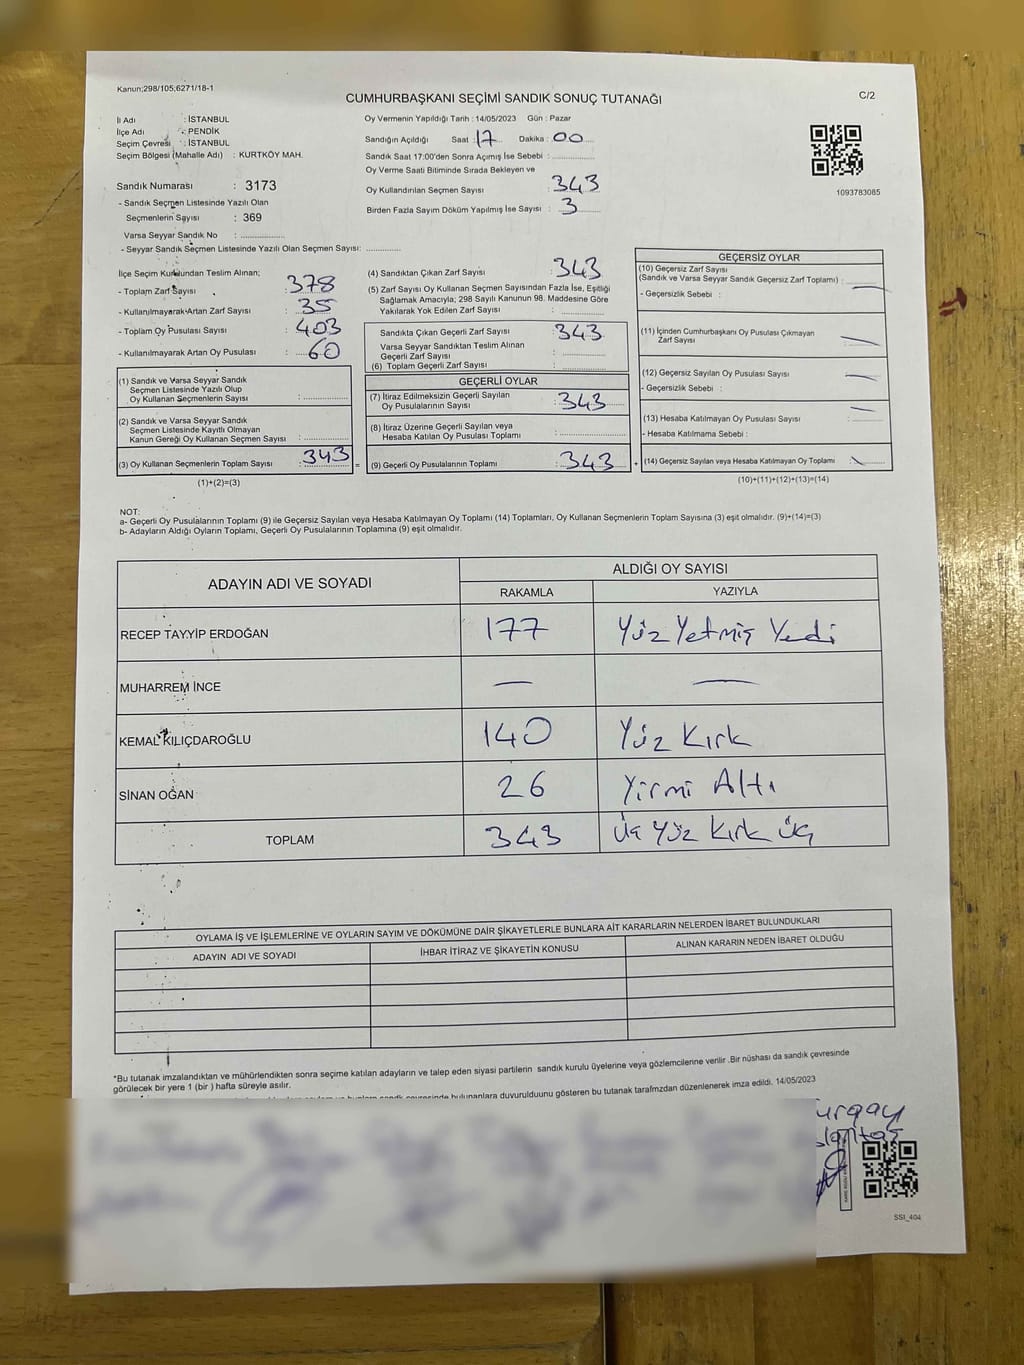 Kanun;298/105;6271/18-1
CUMHURBAŞKANI SEÇİMİ SANDIK SONUÇ TUTANAĞI
C/2
İl Adı : İSTANBUL
İlçe Adı : PENDİK
Seçim Çevresi : İSTANBUL
Seçim Bölgesi (Mahalle Adı) : KURTKÖY MAH.
Sandık Numarası : 3173
- Sandık Seçmen Listesinde Yazılı Olan
Seçmenlerin Sayısı : 369
Varsa Seyyar Sandık No :
- Seyyar Sandık Seçmen Listesinde Yazılı Olan Seçmen Sayısı:
Oy Vermenin Yapıldığı Tarih : 14/05/2023 Gün : Pazar
Sandığın Açıldığı Saat : 17 Dakika : 00
Sandık Saat 17:00'den Sonra Açımış İse Sebebi :
Oy Verme Saati Bitiminde Sırada Bekleyen ve
Oy Kullandırılan Seçmen Sayısı : 343
Birden Fazla Sayım Döküm Yapılmış İse Sayısı : 3
1093783085
İlçe Seçim Kurulundan Teslim Alınan;
- Toplam Zarf Sayısı : 378
- Kullanılmayarak Artan Zarf Sayısı : 35
- Toplam Oy Pusulası Sayısı : 403
- Kullanılmayarak Artan Oy Pusulası : 60
(1) Sandık ve Varsa Seyyar Sandık
Seçmen Listesinde Yazılı Olup
Oy Kullanan Seçmenlerin Sayısı :
(2) Sandık ve Varsa Seyyar Sandık
Seçmen Listesinde Kayıtlı Olmayan
Kanun Gereği Oy Kullanan Seçmen Sayısı :
(3) Oy Kullanan Seçmenlerin Toplam Sayısı : 343 =
(1)+(2)=(3)
(4) Sandıktan Çıkan Zarf Sayısı : 343
(5) Zarf Sayısı Oy Kullanan Seçmen Sayısından Fazla İse, Eşitliği
Sağlamak Amacıyla; 298 Sayılı Kanunun 98. Maddesine Göre
Yakılarak Yok Edilen Zarf Sayısı :
Sandıkta Çıkan Geçerli Zarf Sayısı : 343
Varsa Seyyar Sandıktan Teslim Alınan
Geçerli Zarf Sayısı :
(6) Toplam Geçerli Zarf Sayısı :
GEÇERLİ OYLAR
(7) İtiraz Edilmeksizin Geçerli Sayılan
Oy Pusulalarının Sayısı : 343
(8) İtiraz Üzerine Geçerli Sayılan veya
Hesaba Katılan Oy Pusulası Toplamı :
(9) Geçerli Oy Pusulalarının Toplamı : 343 +
GEÇERSİZ OYLAR
(10) Geçersiz Zarf Sayısı
(Sandık ve Varsa Seyyar Sandık Geçersiz Zarf Toplamı) : —
- Geçersizlik Sebebi :
(11) İçinden Cumhurbaşkanı Oy Pusulası Çıkmayan
Zarf Sayısı : —
(12) Geçersiz Sayılan Oy Pusulası Sayısı : —
- Geçersizlik Sebebi :
(13) Hesaba Katılmayan Oy Pusulası Sayısı : —
- Hesaba Katılmama Sebebi :
(14) Geçersiz Sayılan veya Hesaba Katılmayan Oy Toplamı : \
(10)+(11)+(12)+(13)=(14)
NOT:
a- Geçerli Oy Pusulalarının Toplamı (9) ile Geçersiz Sayılan veya Hesaba Katılmayan Oy Toplamı (14) Toplamları, Oy Kullanan Seçmenlerin Toplam Sayısına (3) eşit olmalıdır. (9)+(14)=(3)
b- Adayların Aldığı Oyların Toplamı, Geçerli Oy Pusulalarının Toplamına (9) eşit olmalıdır.
ADAYIN ADI VE SOYADI
ALDIĞI OY SAYISI
RAKAMLA YAZIYLA
RECEP TAYYİP ERDOĞAN 177 Yüz Yetmiş Yedi
MUHARREM İNCE — —
KEMAL KILIÇDAROĞLU 140 Yüz Kırk
SİNAN OĞAN 26 Yirmi Altı
TOPLAM 343 Üç Yüz Kırk Üç
OYLAMA İŞ VE İŞLEMLERİNE VE OYLARIN SAYIM VE DÖKÜMÜNE DAİR ŞİKAYETLERLE BUNLARA AİT KARARLARIN NELERDEN İBARET BULUNDUKLARI
ADAYIN ADI VE SOYADI İHBAR İTİRAZ VE ŞİKAYETİN KONUSU ALINAN KARARIN NEDEN İBARET OLDUĞU
*Bu tutanak imzalandıktan ve mühürlendikten sonra seçime katılan adayların ve talep eden siyasi partilerin sandık kurulu üyelerine veya gözlemcilerine verilir .Bir nüshası da sandık çevresinde
görülecek bir yere 1 (bir ) hafta süreyle asılır.
bulunanlara duyurulduunu gösteren bu tutanak tarafımzdan düzenlenerek imza edildi. 14/05/2023
SSI_404